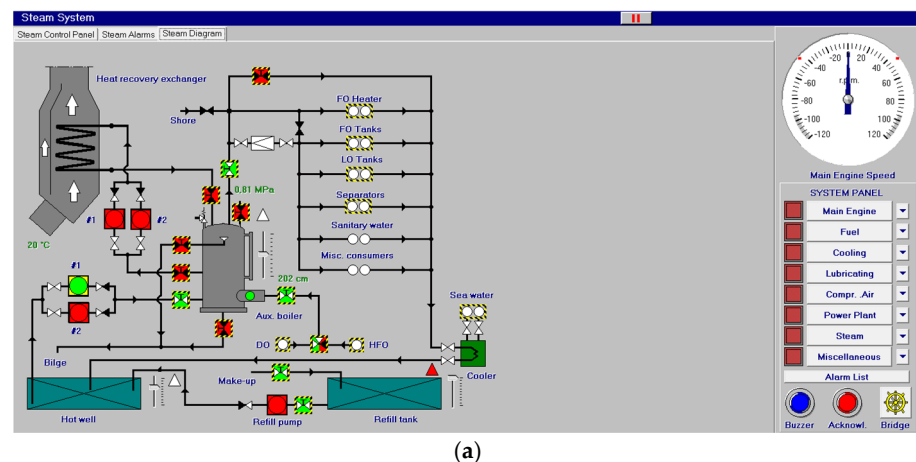 Steam System
Steam Control Panel Steam Alarms Steam Diagram
Heat recovery exchanger
Shore
FO Heater
FO Tanks
LO Tanks
Separators
Sanitary water
Misc. consumers
0,81 MPa
#1 #2
20 °C
#1
#2
202 cm
Aux. boiler
Sea water
DO HFO
Bilge
Cooler
Make-up
Hot well
Refill pump
Refill tank
-20 20
-40 40
r.p.m.
-60 60
-80 80
-100 100
-120 120
Main Engine Speed
SYSTEM PANEL
Main Engine
Fuel
Cooling
Lubricating
Compr. .Air
Power Plant
Steam
Miscellaneous
Alarm List
Buzzer Acknowl. Bridge
(a)